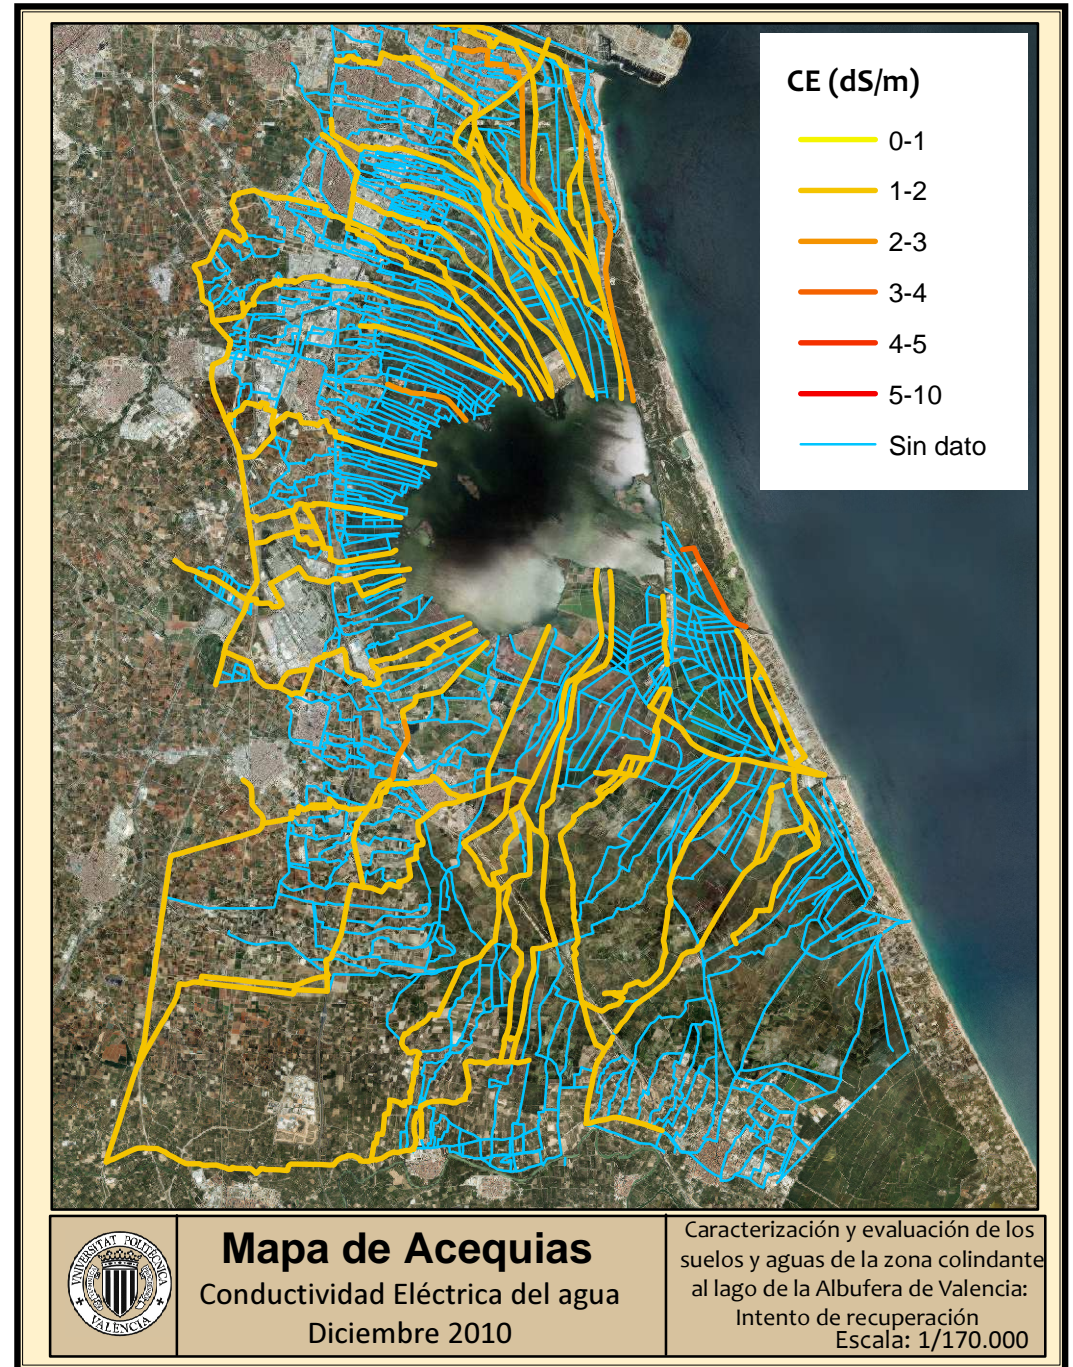 CE (dS/m)
0-1
1-2
2-3
3-4
4-5
5-10
Sin dato
UNIVERSITAT POLITÈCNICA
VALÈNCIA
Mapa de Acequias
Conductividad Eléctrica del agua
Diciembre 2010
Caracterización y evaluación de los
suelos y aguas de la zona colindante
al lago de la Albufera de Valencia:
Intento de recuperación
Escala: 1/170.000